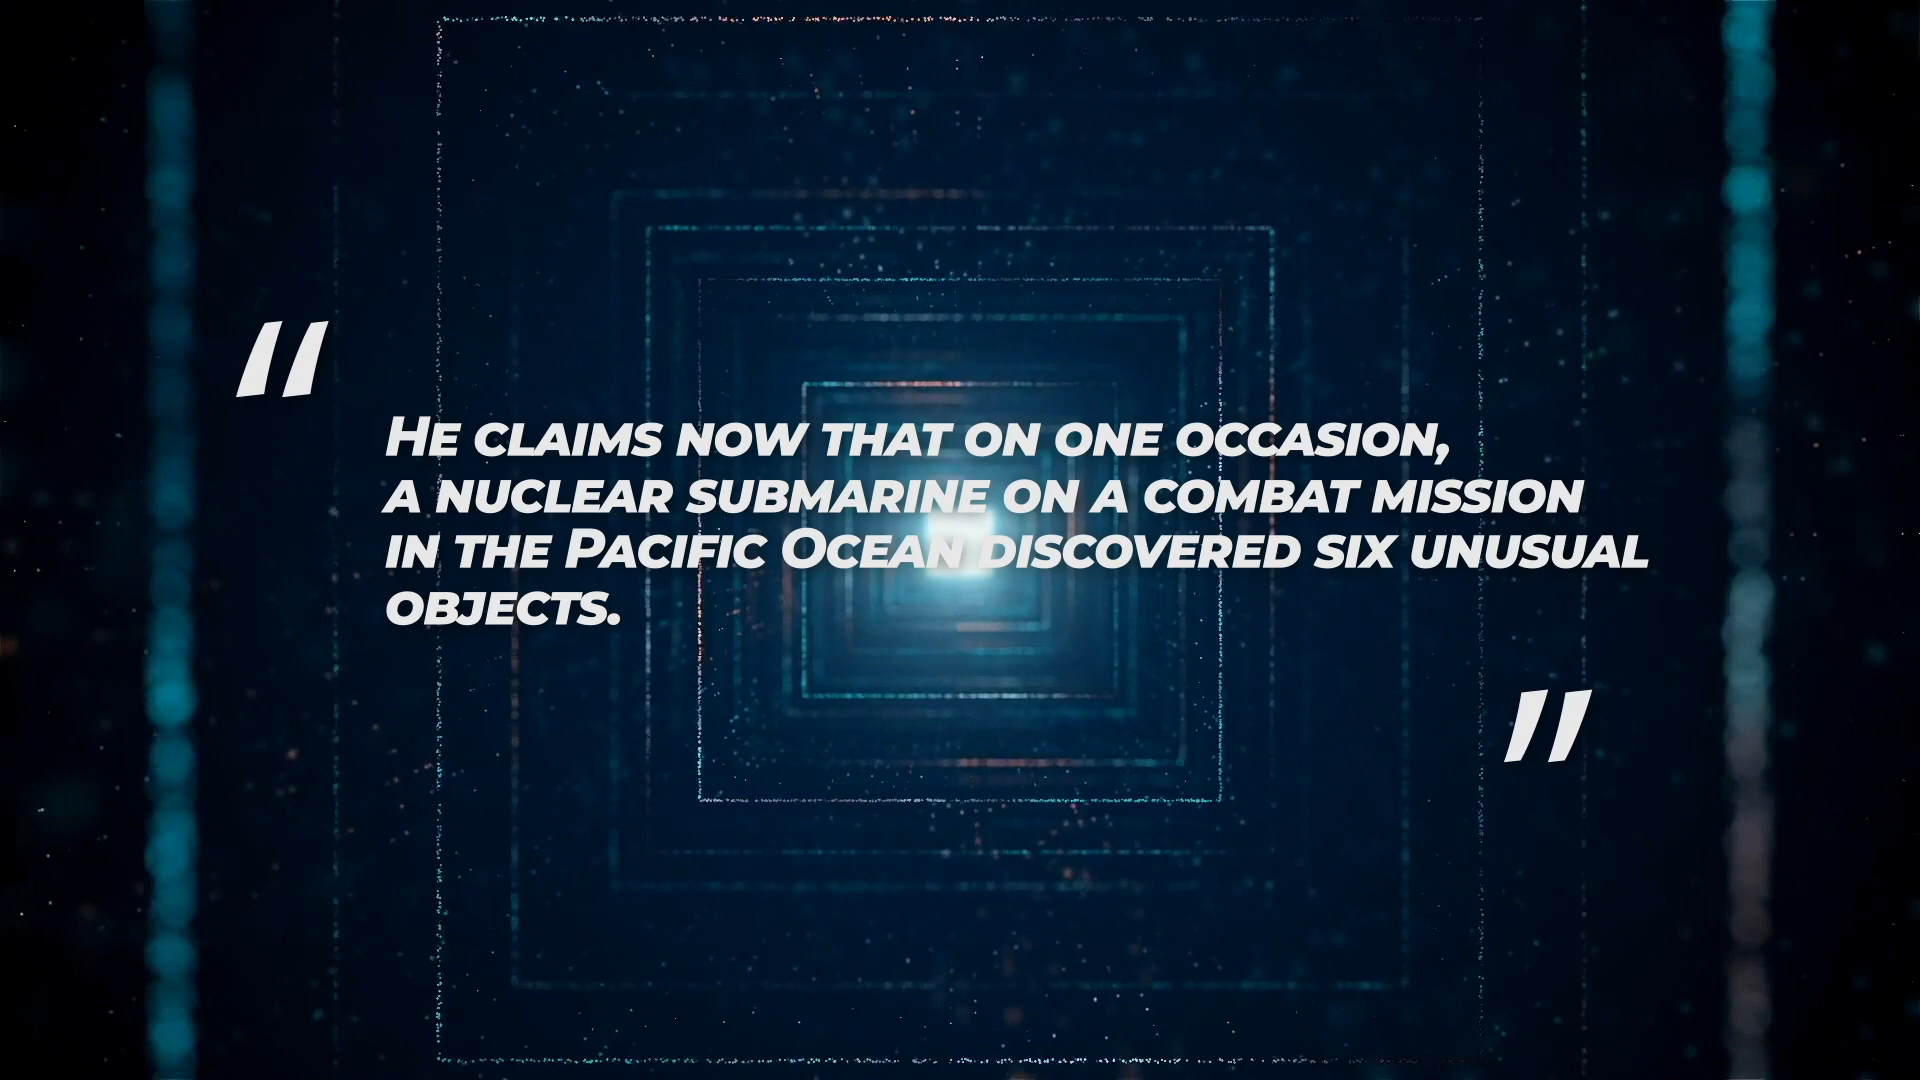 “
He claims now that on one occasion,
a nuclear submarine on a combat mission
in the Pacific Ocean discovered six unusual
objects.
”